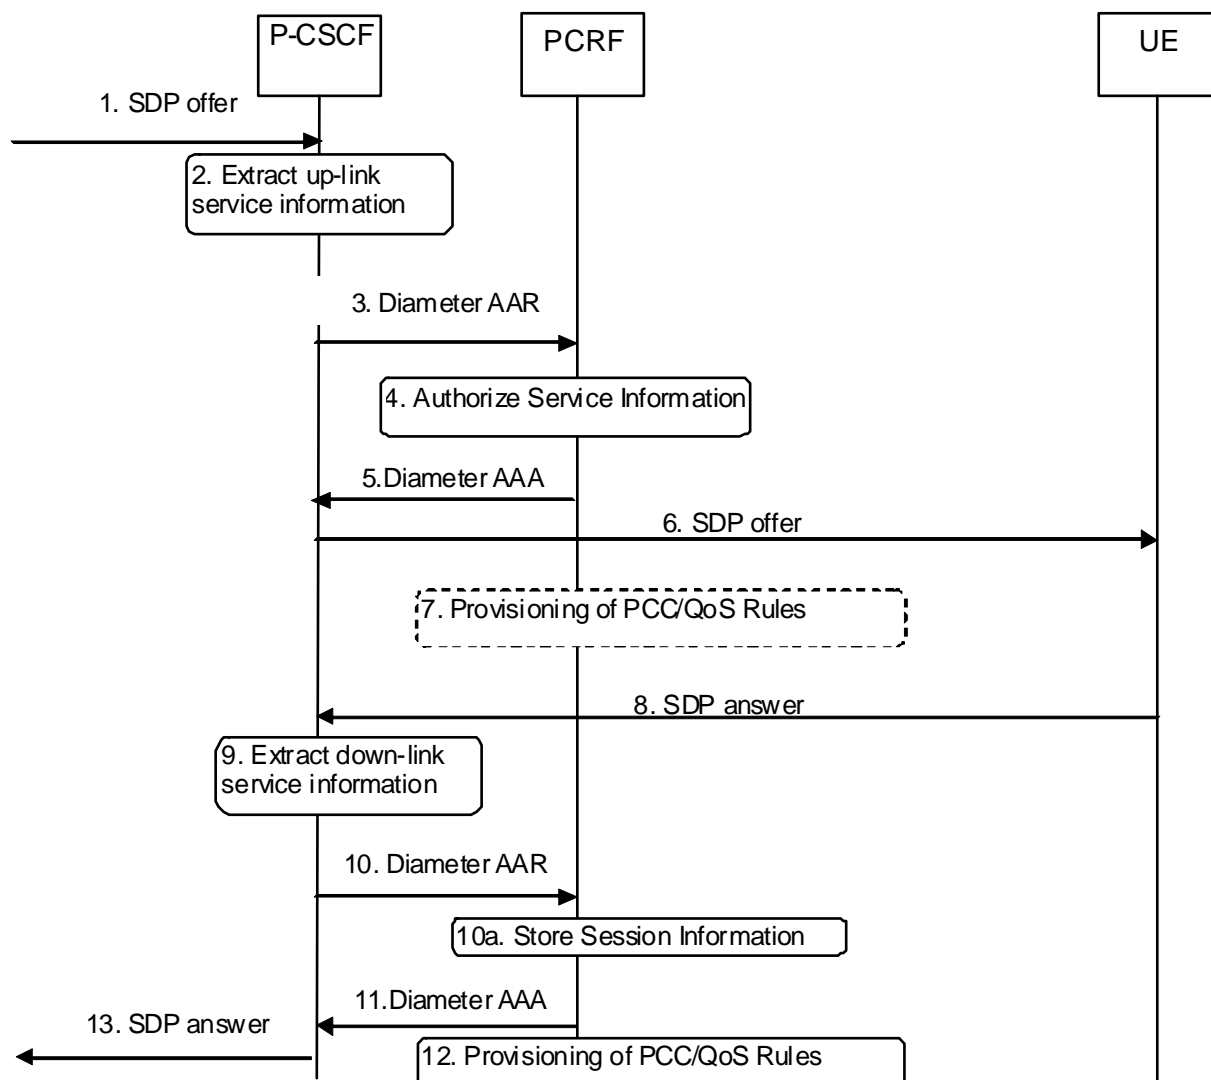 P-CSCF
PCRF
UE
1. SDP offer
2. Extract up-link
service information
3. Diameter AAR
4. Authorize Service Information
5.Diameter AAA
6. SDP offer
7. Provisioning of PCC/QoS Rules
8. SDP answer
9. Extract down-link
service information
10. Diameter AAR
10a. Store Session Information
11.Diameter AAA
13. SDP answer
12. Provisioning of PCC/QoS Rules